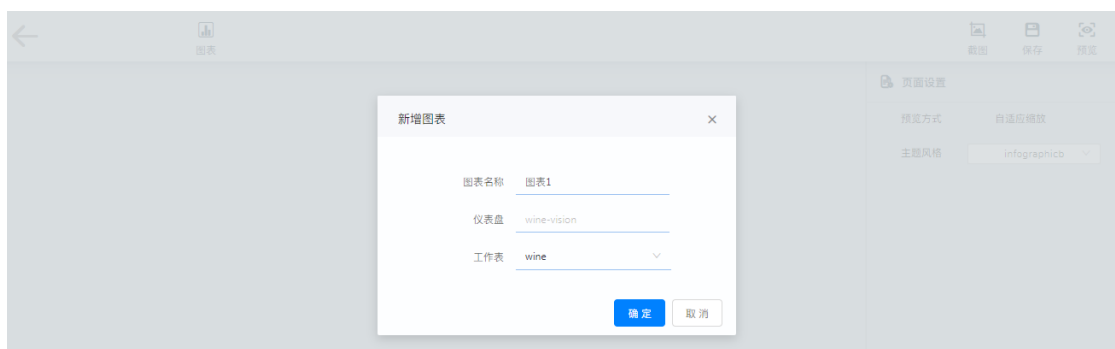 图表
截图
保存
预览
页面设置
预览方式 自适应缩放
主题风格 infographicb
新增图表
图表名称 图表1
仪表盘 wine-vision
工作表 wine
确定 取消